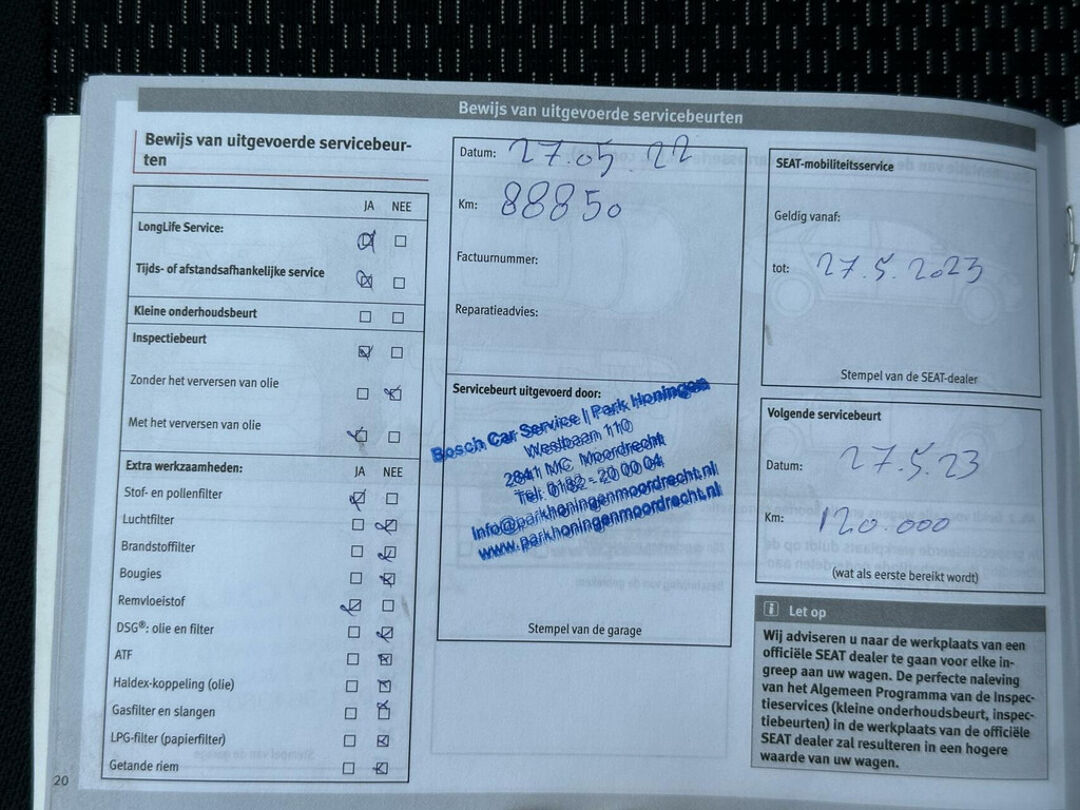 Bewijs van uitgevoerde servicebeurten
Bewijs van uitgevoerde servicebeur-
ten
JA NEE
LongLife Service:
Tijds- of afstandsafhankelijke service
Kleine onderhoudsbeurt
Inspectiebeurt
Zonder het verversen van olie
Met het verversen van olie
Extra werkzaamheden: JA NEE
Stof- en pollenfilter
Luchtfilter
Brandstoffilter
Bougies
Remvloeistof
DSG®: olie en filter
ATF
Haldex-koppeling (olie)
Gasfilter en slangen
LPG-filter (papierfilter)
Getande riem
20
Datum: 27.05.22
Km: 88850
Factuurnummer:
Reparatieadvies:
Servicebeurt uitgevoerd door:
Bosch Car Service | Park Honingen
Westbaan 110
2841 MC Moordrecht
Tel: 0182 - 20 00 04
Info@parkhoningenmoordrecht.nl
www.parkhoningenmoordrecht.nl
Stempel van de garage
SEAT-mobiliteitsservice
Geldig vanaf:
tot: 27.5.2023
Stempel van de SEAT-dealer
Volgende servicebeurt
Datum: 27.5.23
Km: 120.000
(wat als eerste bereikt wordt)
i Let op
Wij adviseren u naar de werkplaats van een
officiële SEAT dealer te gaan voor elke in-
greep aan uw wagen. De perfecte naleving
van het Algemeen Programma van de Inspec-
tieservices (kleine onderhoudsbeurt, inspec-
tiebeurten) in de werkplaats van de officiële
SEAT dealer zal resulteren in een hogere
waarde van uw wagen.